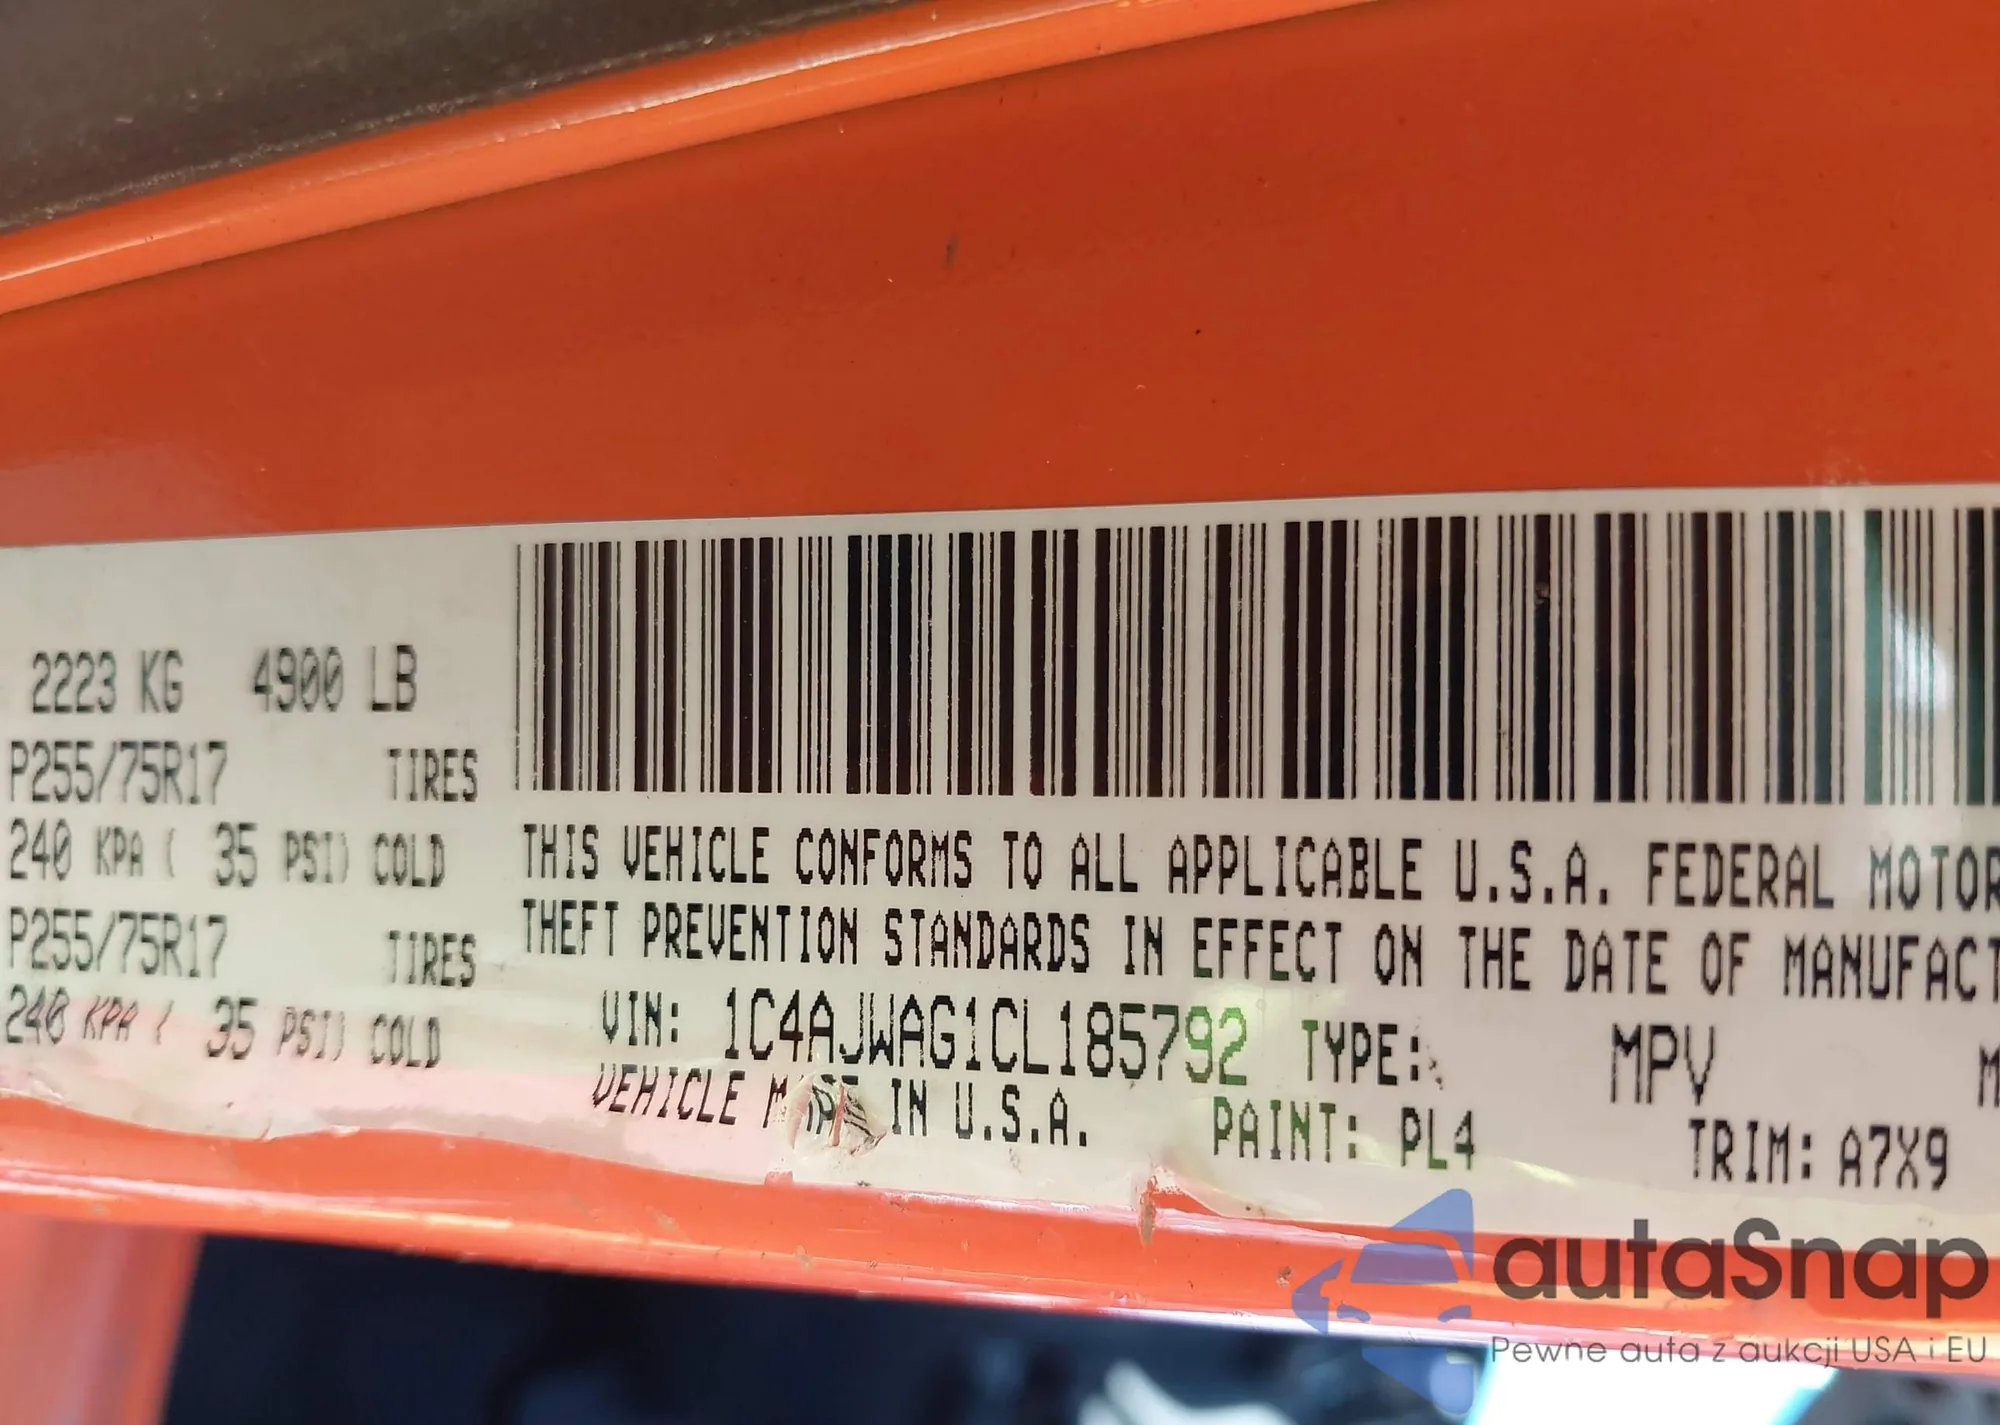 2223 KG 4900 LB
P255/75R17 TIRES
240 KPA ( 35 PSI) COLD
P255/75R17 TIRES
240 KPA ( 35 PSI) COLD
THIS VEHICLE CONFORMS TO ALL APPLICABLE U.S.A. FEDERAL MOTOR
THEFT PREVENTION STANDARDS IN EFFECT ON THE DATE OF MANUFACT
VIN: 1C4AJWAG1CL185792 TYPE: MPV M
VEHICLE MADE IN U.S.A. PAINT: PL4 TRIM: A7X9
autaSnap
Pewne auta z aukcji USA i EU